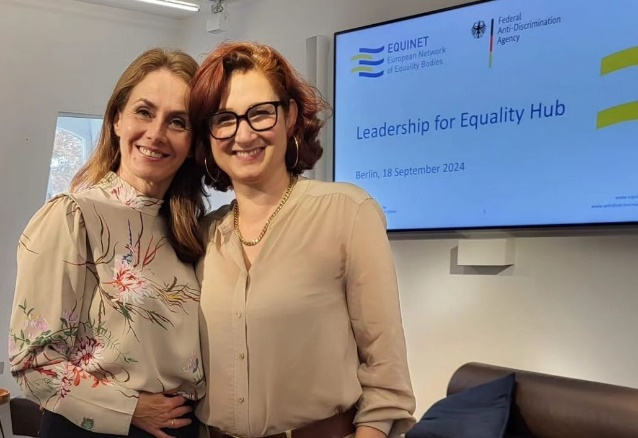 EQUINET
European Network
of Equality Bodies
Federal
Anti-Discrimination
Agency
Leadership for Equality Hub
Berlin, 18 September 2024